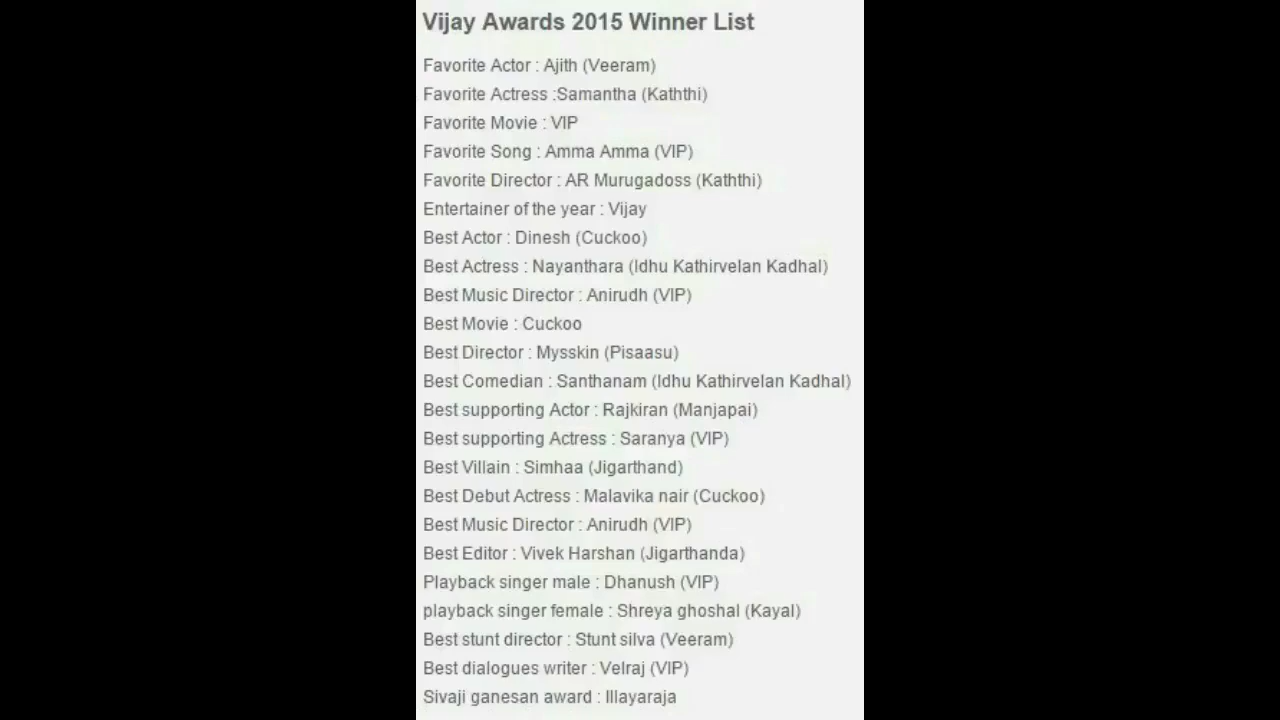 Vijay Awards 2015 Winner List
Favorite Actor : Ajith (Veeram)
Favorite Actress :Samantha (Kaththi)
Favorite Movie : VIP
Favorite Song : Amma Amma (VIP)
Favorite Director : AR Murugadoss (Kaththi)
Entertainer of the year : Vijay
Best Actor : Dinesh (Cuckoo)
Best Actress : Nayanthara (Idhu Kathirvelan Kadhal)
Best Music Director : Anirudh (VIP)
Best Movie : Cuckoo
Best Director : Mysskin (Pisaasu)
Best Comedian : Santhanam (Idhu Kathirvelan Kadhal)
Best supporting Actor : Rajkiran (Manjapai)
Best supporting Actress : Saranya (VIP)
Best Villain : Simhaa (Jigarthand)
Best Debut Actress : Malavika nair (Cuckoo)
Best Music Director : Anirudh (VIP)
Best Editor : Vivek Harshan (Jigarthanda)
Playback singer male : Dhanush (VIP)
playback singer female : Shreya ghoshal (Kayal)
Best stunt director : Stunt silva (Veeram)
Best dialogues writer : Velraj (VIP)
Sivaji ganesan award : Illayaraja